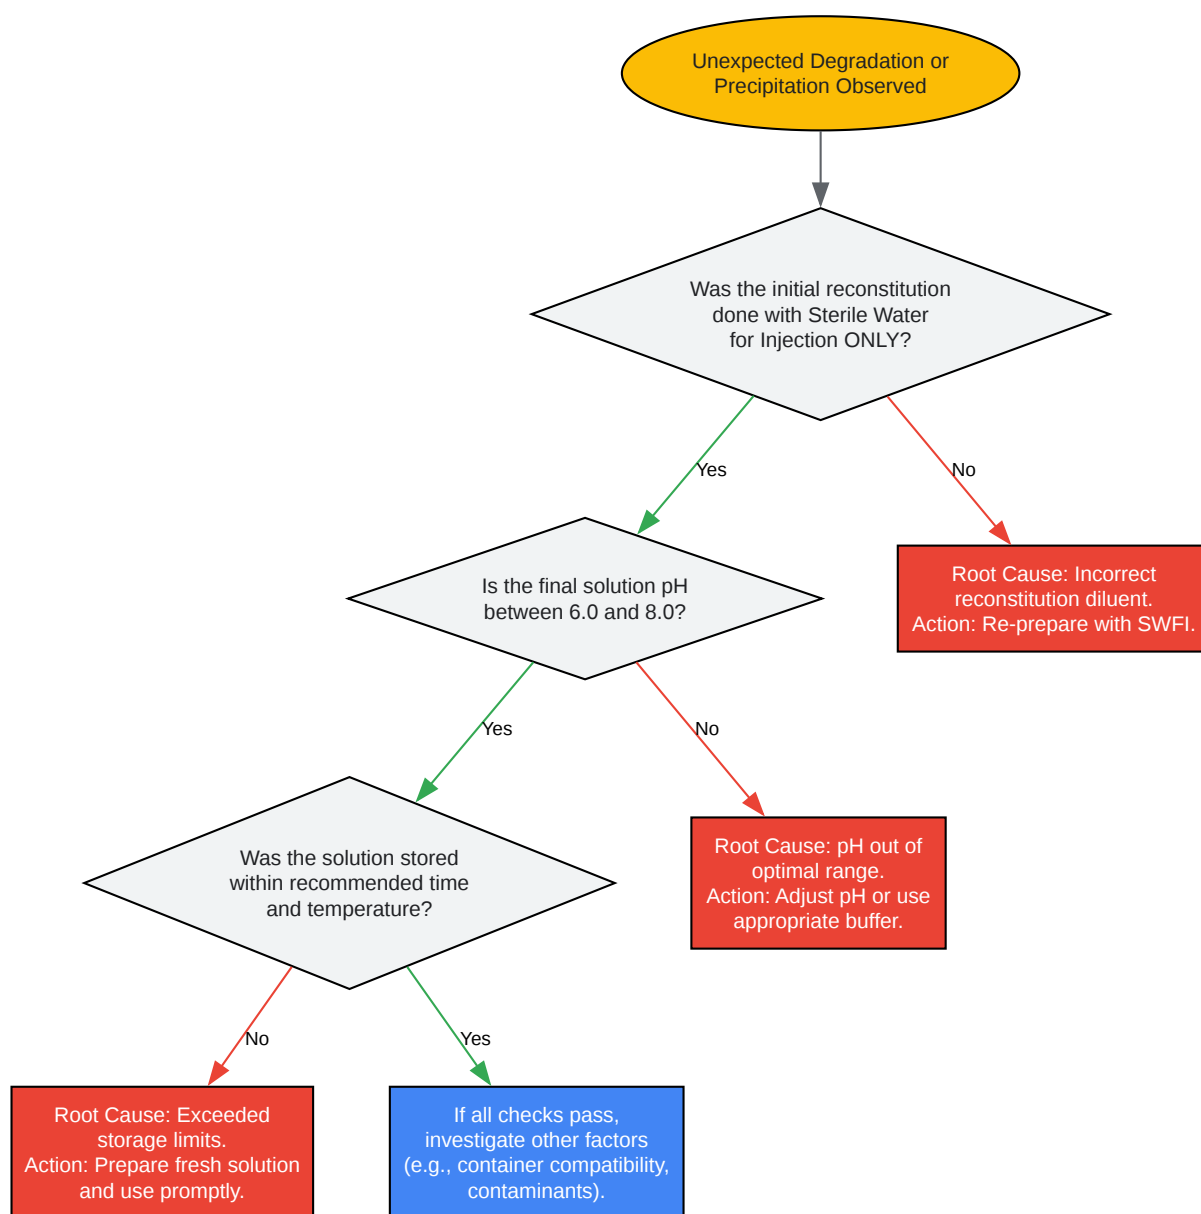 Unexpected Degradation or
Precipitation Observed
Was the initial reconstitution
done with Sterile Water
for Injection ONLY?
Yes
No
Is the final solution pH
between 6.0 and 8.0?
Root Cause: Incorrect
reconstitution diluent.
Action: Re-prepare with SWFI.
Yes
No
Was the solution stored
within recommended time
and temperature?
Root Cause: pH out of
optimal range.
Action: Adjust pH or use
appropriate buffer.
No
Yes
Root Cause: Exceeded
storage limits.
Action: Prepare fresh solution
and use promptly.
If all checks pass,
investigate other factors
(e.g., container compatibility,
contaminants).